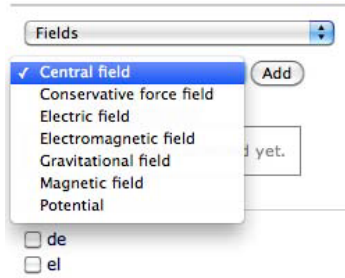 Fields
✓ Central field
Add
Conservative force field
Electric field
Electromagnetic field
Gravitational field
yet.
Magnetic field
Potential
de
el